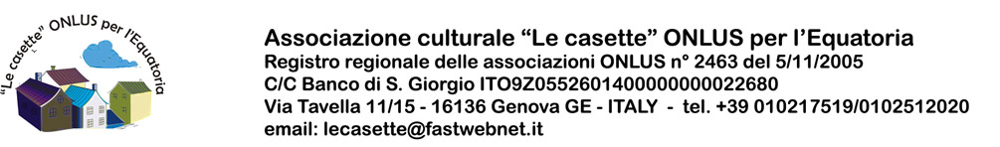 "Le casette" ONLUS per l'Equatoria
Associazione culturale “Le casette” ONLUS per l’Equatoria
Registro regionale delle associazioni ONLUS n° 2463 del 5/11/2005
C/C Banco di S. Giorgio ITO9Z0552601400000000022680
Via Tavella 11/15 - 16136 Genova GE - ITALY - tel. +39 010217519/0102512020
email: lecasette@fastwebnet.it